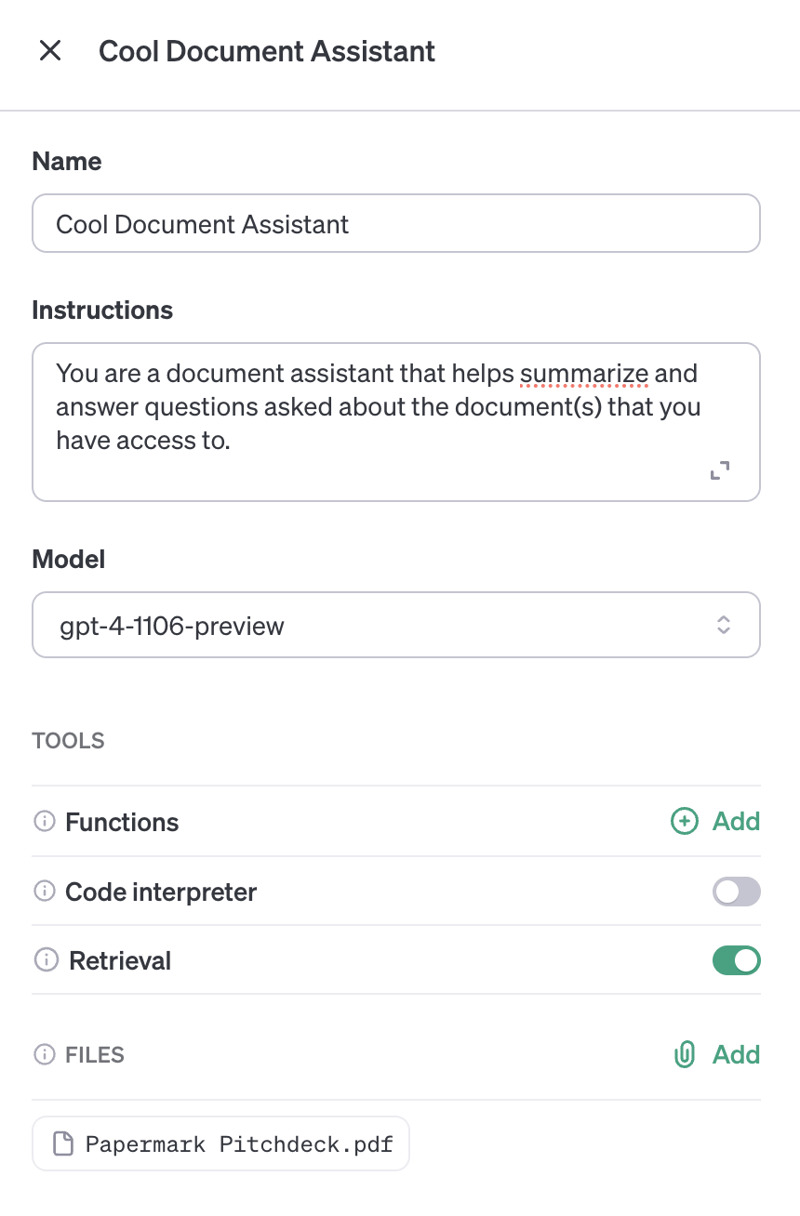 Cool Document Assistant
Name
Cool Document Assistant
Instructions
You are a document assistant that helps summarize and
answer questions asked about the document(s) that you
have access to.
Model
gpt-4-1106-preview
TOOLS
Functions
Add
Code interpreter
Retrieval
FILES
Add
Papermark Pitchdeck.pdf